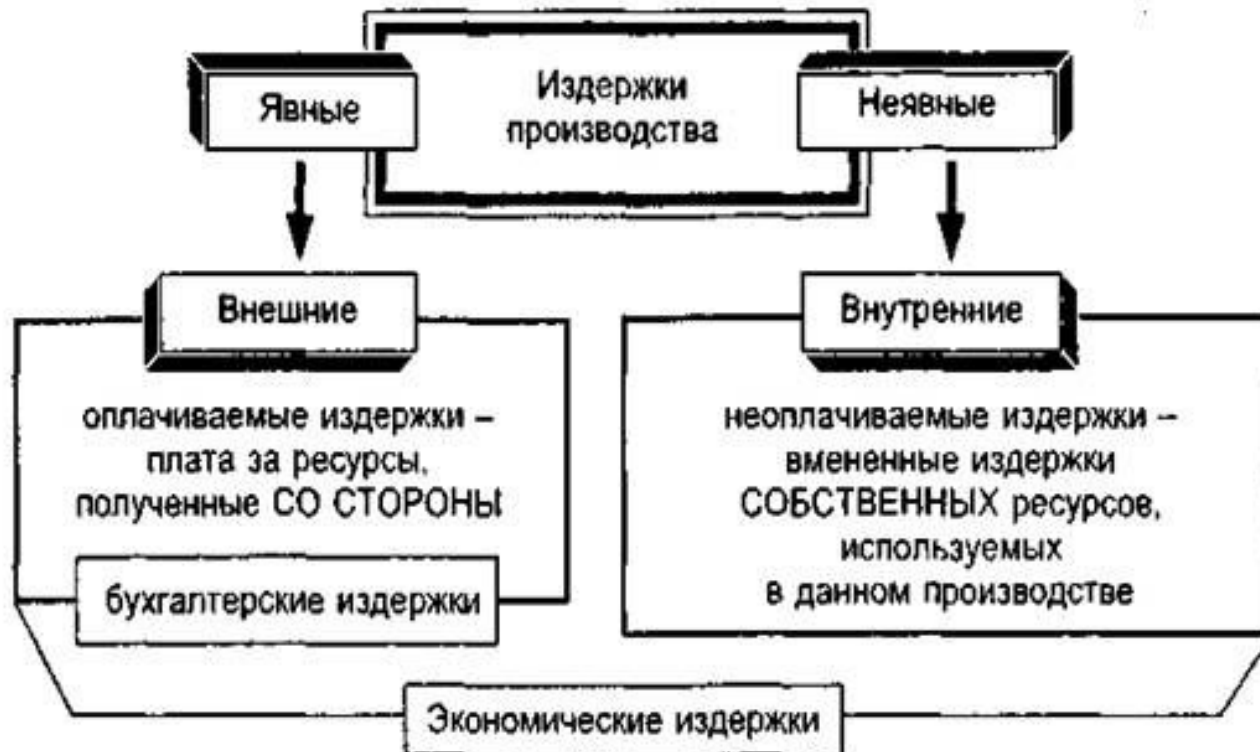 Явные
Издержки
производства
Неявные
Внешние
оплачиваемые издержки –
плата за ресурсы,
полученные СО СТОРОНЫ
бухгалтерские издержки
Внутренние
неоплачиваемые издержки –
вмененные издержки
СОБСТВЕННЫХ ресурсов,
используемых
в данном производстве
Экономические издержки